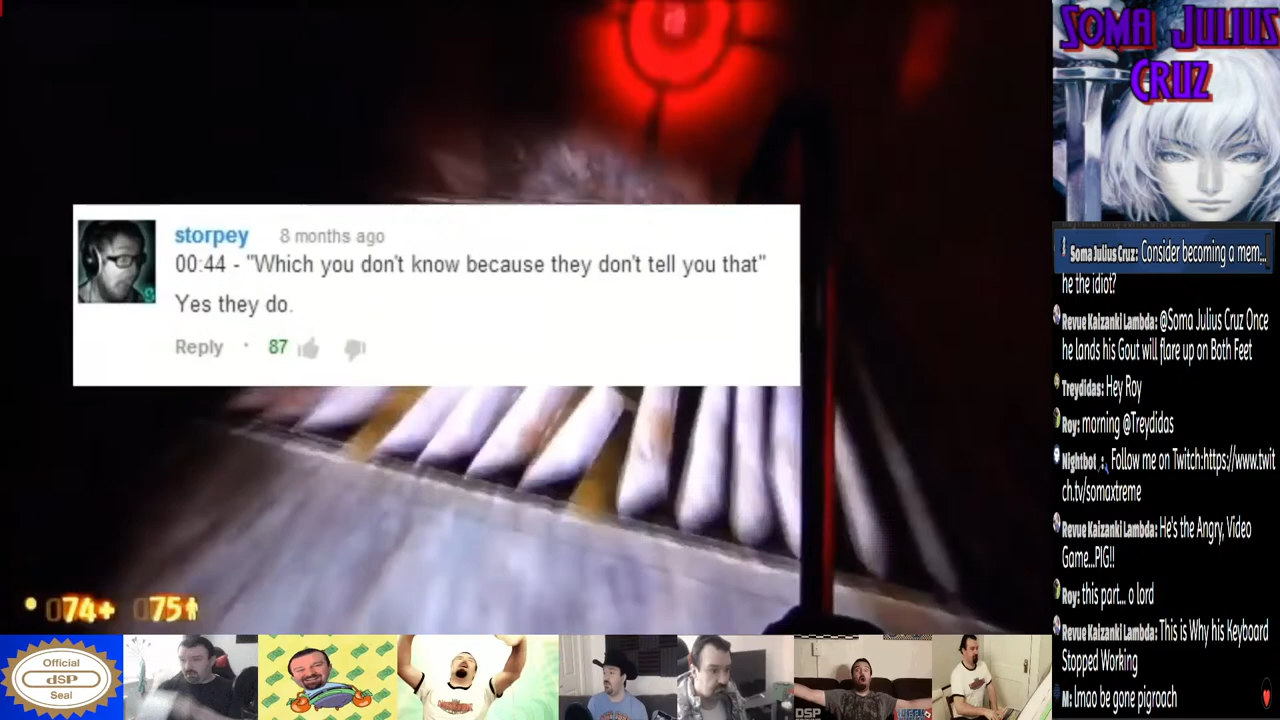 SOMA JULIUS
CRUZ
storpey 8 months ago
00:44 - "Which you don't know because they don't tell you that"
Yes they do.
Reply · 87
Soma Julius Cruz: Consider becoming a mem...
he the idiot?
Revue Kaizanki Lambda: @Soma Julius Cruz Once
he lands his Gout will flare up on Both Feet
Treydidas: Hey Roy
Roy: morning @Treydidas
Nightbot : Follow me on Twitch:https://www.twit
ch.tv/somaxtreme
Revue Kaizanki Lambda: He's the Angry, Video
Game...PIG!!
Roy: this part... o lord
Revue Kaizanki Lambda: This is Why his Keyboard
Stopped Working
M: lmao be gone pigroach
074+ 075
Official
dSP
Seal
DSP